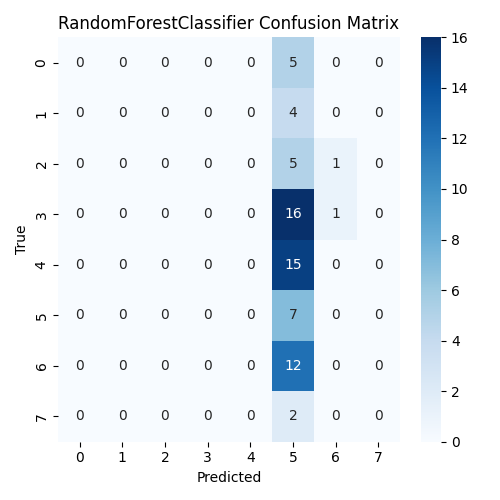 RandomForestClassifier Confusion Matrix
0 0 0 0 0 0 5 0 0
1 0 0 0 0 0 4 0 0
2 0 0 0 0 0 5 1 0
3 0 0 0 0 0 16 1 0
4 0 0 0 0 0 15 0 0
5 0 0 0 0 0 7 0 0
6 0 0 0 0 0 12 0 0
7 0 0 0 0 0 2 0 0
0 1 2 3 4 5 6 7
True
Predicted
16
14
12
10
8
6
4
2
0